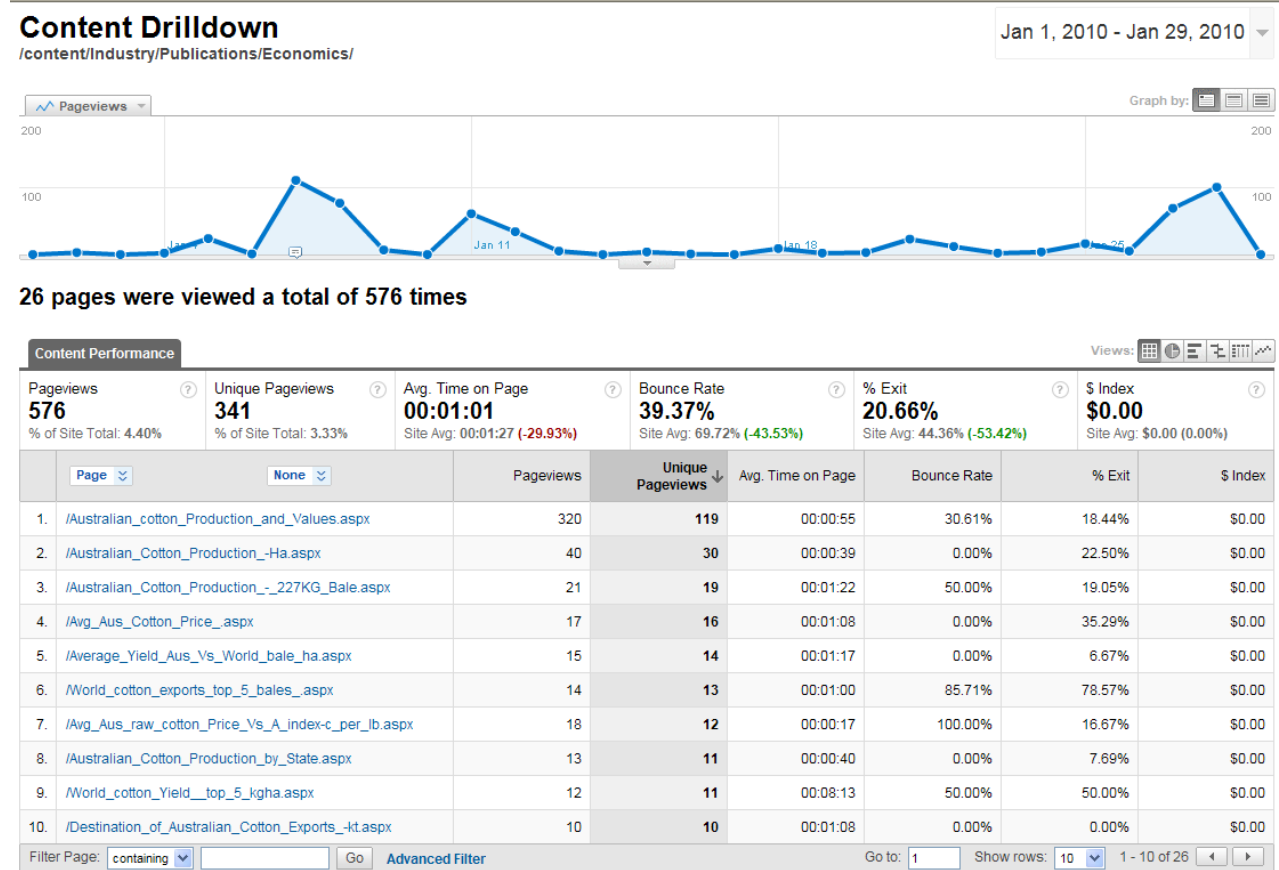 Content Drilldown
/content/Industry/Publications/Economics/
Jan 1, 2010 - Jan 29, 2010
Pageviews
Graph by:
200 200
100 100
Jan 11 Jan 18 Jan 25
26 pages were viewed a total of 576 times
Content Performance
Views:
Pageviews ? Unique Pageviews ? Avg. Time on Page ? Bounce Rate ? % Exit ? $ Index ?
576 341 00:01:01 39.37% 20.66% $0.00
% of Site Total: 4.40% % of Site Total: 3.33% Site Avg: 00:01:27 (-29.93%) Site Avg: 69.72% (-43.53%) Site Avg: 44.36% (-53.42%) Site Avg: $0.00 (0.00%)
Page None Pageviews Unique Pageviews Avg. Time on Page Bounce Rate % Exit $ Index
1. /Australian_cotton_Production_and_Values.aspx 320 119 00:00:55 30.61% 18.44% $0.00
2. /Australian_Cotton_Production_-Ha.aspx 40 30 00:00:39 0.00% 22.50% $0.00
3. /Australian_Cotton_Production_-_227KG_Bale.aspx 21 19 00:01:22 50.00% 19.05% $0.00
4. /Avg_Aus_Cotton_Price_.aspx 17 16 00:01:08 0.00% 35.29% $0.00
5. /Average_Yield_Aus_Vs_World_bale_ha.aspx 15 14 00:01:17 0.00% 6.67% $0.00
6. /World_cotton_exports_top_5_bales_.aspx 14 13 00:01:00 85.71% 78.57% $0.00
7. /Avg_Aus_raw_cotton_Price_Vs_A_index-c_per_lb.aspx 18 12 00:00:17 100.00% 16.67% $0.00
8. /Australian_Cotton_Production_by_State.aspx 13 11 00:00:40 0.00% 7.69% $0.00
9. /World_cotton_Yield__top_5_kgha.aspx 12 11 00:08:13 50.00% 50.00% $0.00
10. /Destination_of_Australian_Cotton_Exports_-kt.aspx 10 10 00:01:08 0.00% 0.00% $0.00
Filter Page: containing Go Advanced Filter Go to: 1 Show rows: 10 1 - 10 of 26